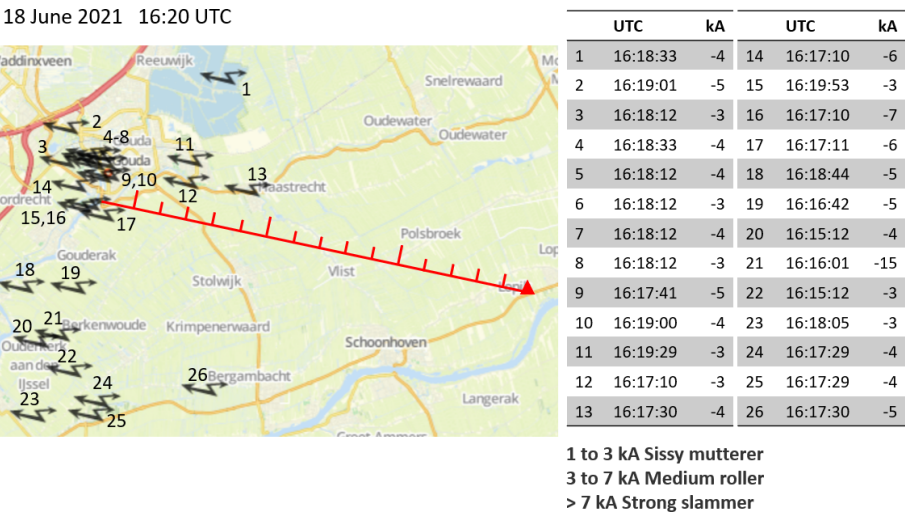 18 June 2021 16:20 UTC
UTC kA UTC kA
1 16:18:33 -4 14 16:17:10 -6
2 16:19:01 -5 15 16:19:53 -3
3 16:18:12 -3 16 16:17:10 -7
4 16:18:33 -4 17 16:17:11 -6
5 16:18:12 -4 18 16:18:44 -5
6 16:18:12 -3 19 16:16:42 -5
7 16:18:12 -4 20 16:15:12 -4
8 16:18:12 -3 21 16:16:01 -15
9 16:17:41 -5 22 16:15:12 -3
10 16:19:00 -4 23 16:18:05 -3
11 16:19:29 -3 24 16:17:29 -4
12 16:17:10 -3 25 16:17:29 -4
13 16:17:30 -4 26 16:17:30 -5
1 to 3 kA Sissy mutterer
3 to 7 kA Medium roller
> 7 kA Strong slammer
addinxveen
Reeuwijk
Snelrewaard
1
2
Oudewater
Oudewater
3
4-8
Gouda
11
13
aastrecht
14
9,10
12
ordrecht
15,16
17
Polsbroek
Gouderak
18
19
Vlist
Stolwijk
20
21
Berkenwoude
Krimpenerwaard
Schoonhoven
Ouderkerk
aan den
IJssel
22
26
Bergambacht
23
24
25
Langerak
Groot Ammers